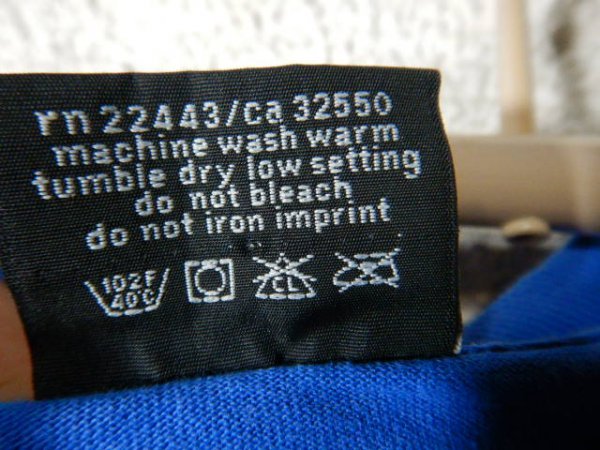 rn 22443/ca 32550
machine wash warm
tumble dry low setting
do not bleach
do not iron imprint
102F CL
40°C